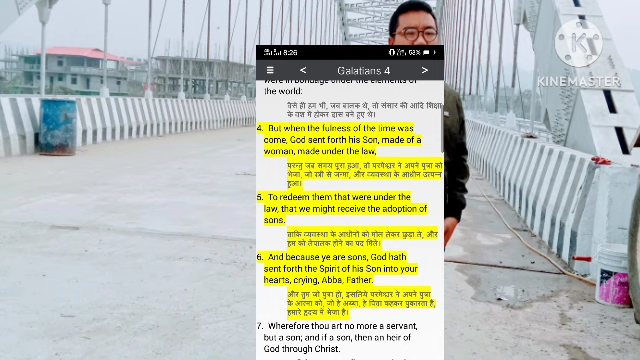 8:26
53%
Galatians 4
were in bondage under the elements of
the world:
वैसे ही हम भी, जब बालक थे, तो संसार की आदि शिक्षा
के वश में होकर दास बने हुए थे।
4. But when the fulness of the time was
come, God sent forth his Son, made of a
woman, made under the law,
परन्तु जब समय पूरा हुआ, तो परमेश्वर ने अपने पुत्र को
भेजा, जो स्त्री से जन्मा, और व्यवस्था के आधीन उत्पन्न
हुआ।
5. To redeem them that were under the
law, that we might receive the adoption of
sons.
ताकि व्यवस्था के आधीनों को मोल लेकर छुड़ा ले, और
हम को लेपालक होने का पद मिले।
6. And because ye are sons, God hath
sent forth the Spirit of his Son into your
hearts, crying, Abba, Father.
और तुम जो पुत्र हो, इसलिये परमेश्वर ने अपने पुत्र
के आत्मा को, जो हे अब्बा, हे पिता कहकर पुकारता है,
हमारे हृदय में भेजा है।
7. Wherefore thou art no more a servant,
but a son; and if a son, then an heir of
God through Christ.
KINEMASTER